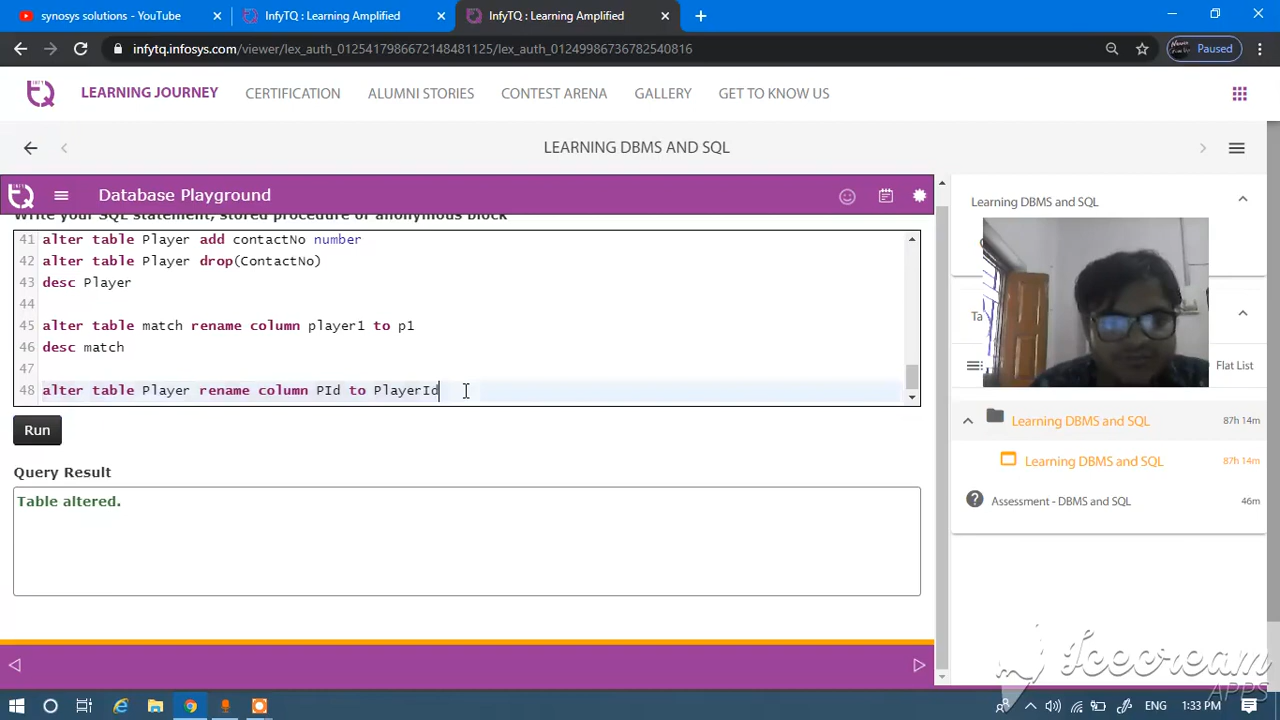 synosys solutions - YouTube
InfyTQ : Learning Amplified
InfyTQ : Learning Amplified
infytq.infosys.com/viewer/lex_auth_012541798667214848​1125/lex_auth_01249986736782540816
Paused
LEARNING JOURNEY
CERTIFICATION
ALUMNI STORIES
CONTEST ARENA
GALLERY
GET TO KNOW US
LEARNING DBMS AND SQL
Database Playground
Write your SQL statement, stored procedure or anonymous block
41 alter table Player add contactNo number
42 alter table Player drop(ContactNo)
43 desc Player
44
45 alter table match rename column player1 to p1
46 desc match
47
48 alter table Player rename column PId to PlayerId
Run
Query Result
Table altered.
Learning DBMS and SQL
Ta
Flat List
Learning DBMS and SQL 87h 14m
Learning DBMS and SQL 87h 14m
Assessment - DBMS and SQL 46m
Icecream
APPS
ENG
1:33 PM